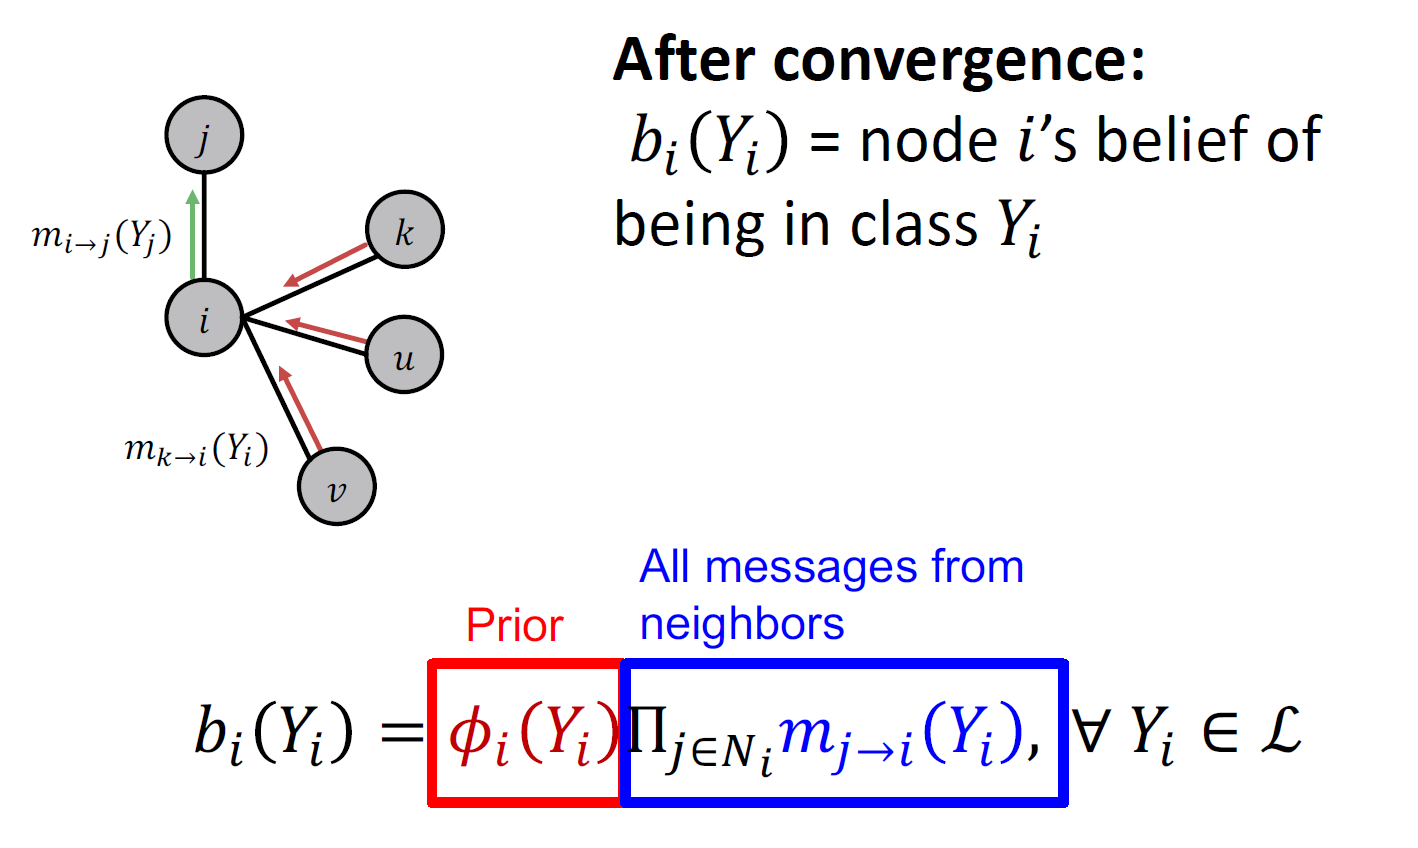 After convergence:
b_i(Y_i) = node i’s belief of
being in class Y_i
j
m_{i→j}(Y_j)
k
i
u
m_{k→i}(Y_i)
v
All messages from
neighbors
Prior
b_i(Y_i) = ϕ_i(Y_i)∏_{j∈N_i} m_{j→i}(Y_i), ∀ Y_i ∈ ℒ